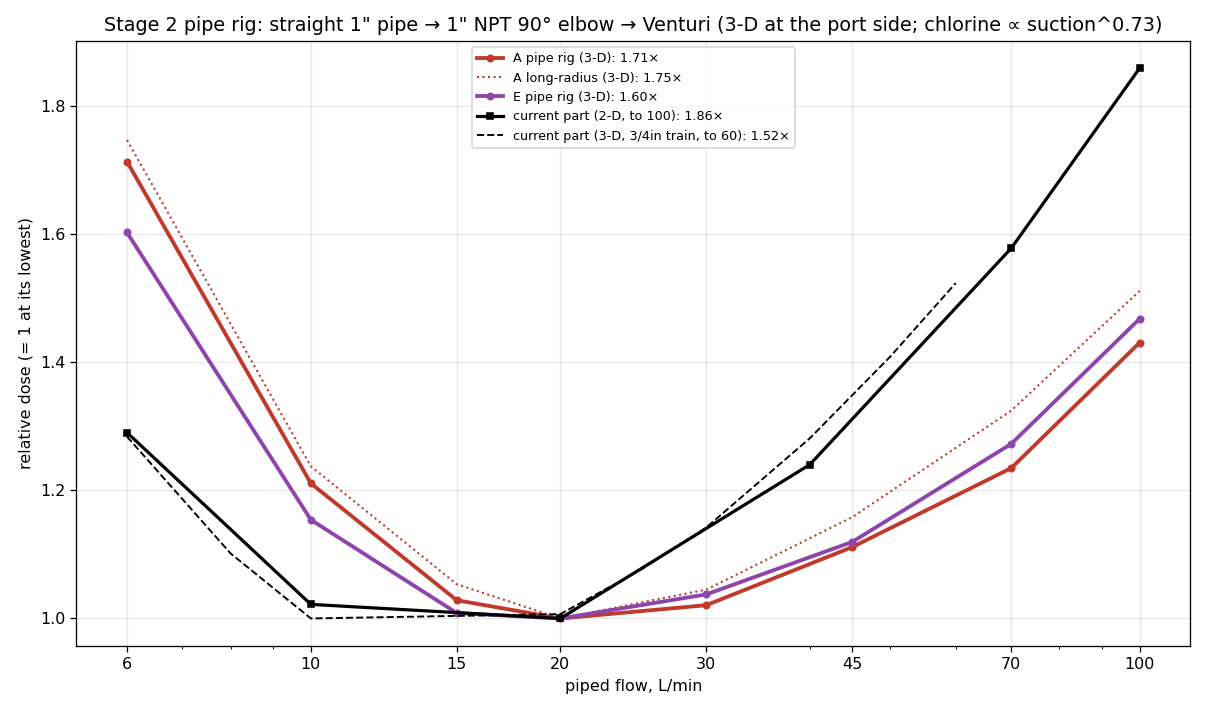 Stage 2 pipe rig: straight 1" pipe → 1" NPT 90° elbow → Venturi (3-D at the port side; chlorine ∝ suction^0.73)
A pipe rig (3-D): 1.71×
A long-radius (3-D): 1.75×
E pipe rig (3-D): 1.60×
current part (2-D, to 100): 1.86×
current part (3-D, 3/4in train, to 60): 1.52×
relative dose (= 1 at its lowest)
1.8
1.6
1.4
1.2
1.0
6 10 15 20 30 45 70 100
piped flow, L/min